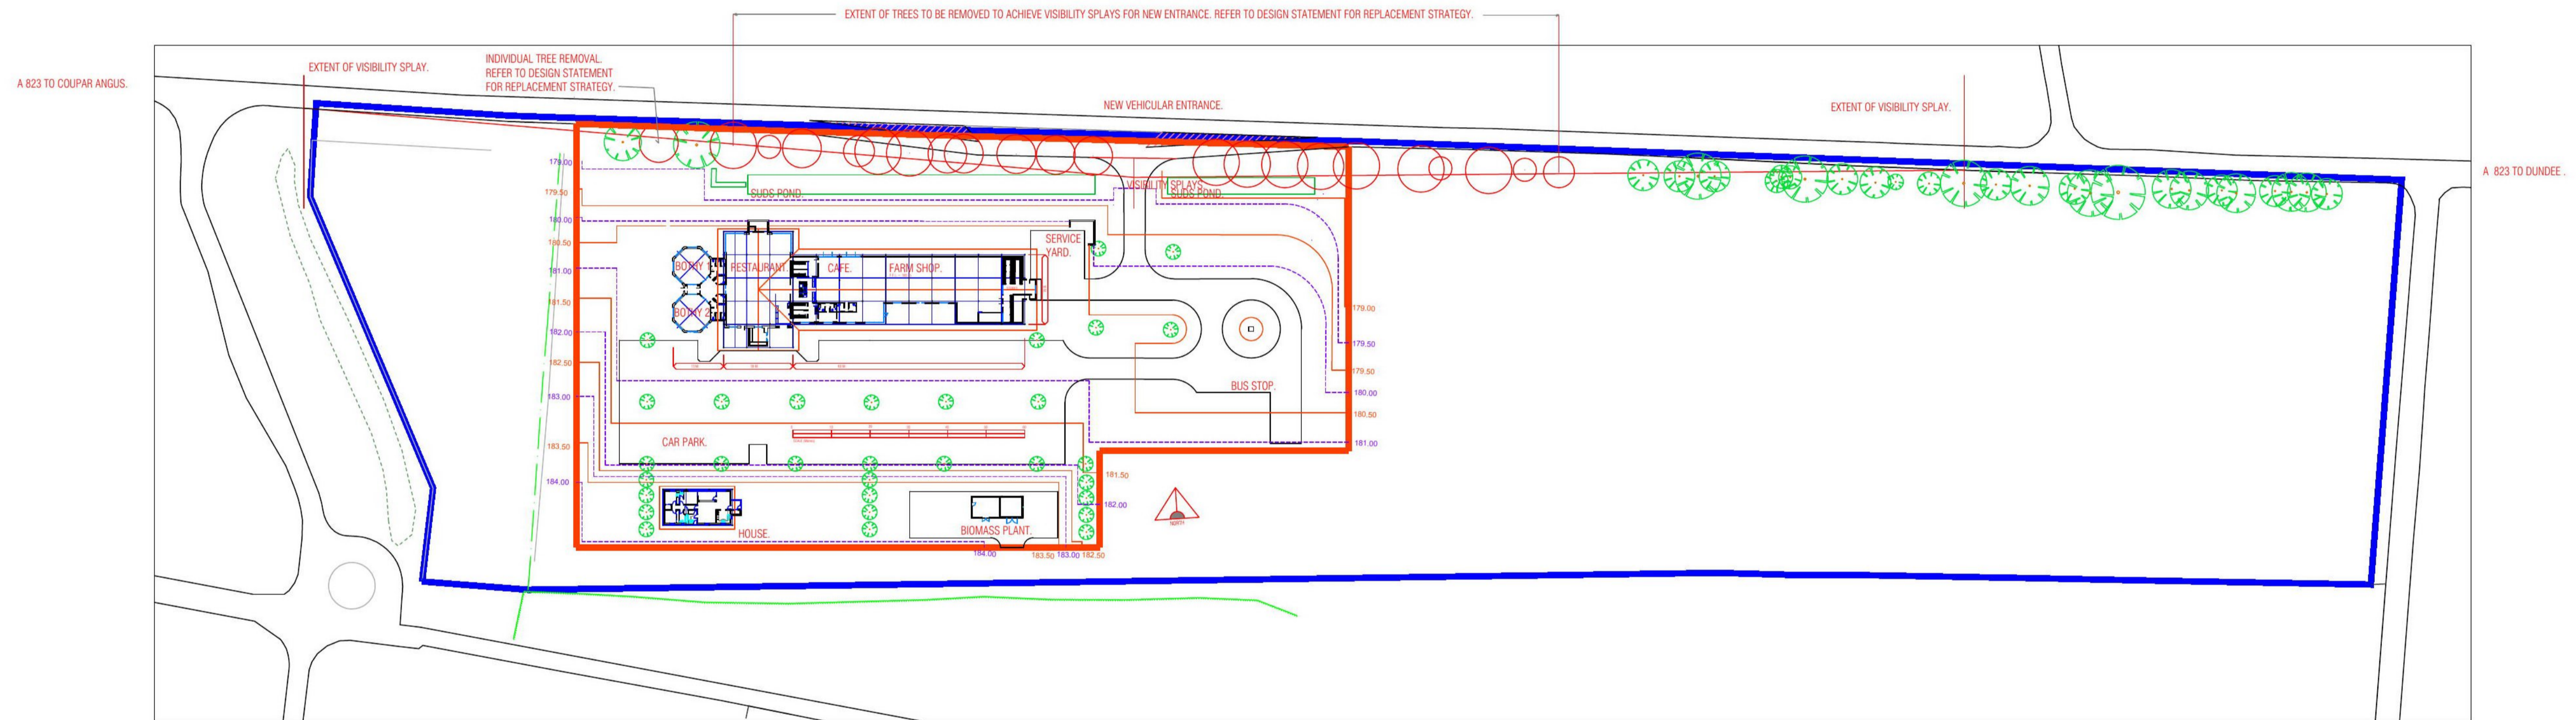 EXTENT OF TREES TO BE REMOVED TO ACHIEVE VISIBILITY SPLAYS FOR NEW ENTRANCE. REFER TO DESIGN STATEMENT FOR REPLACEMENT STRATEGY.
INDIVIDUAL TREE REMOVAL.
REFER TO DESIGN STATEMENT
FOR REPLACEMENT STRATEGY.
EXTENT OF VISIBILITY SPLAY.
A 823 TO COUPAR ANGUS.
NEW VEHICULAR ENTRANCE.
EXTENT OF VISIBILITY SPLAY.
A 823 TO DUNDEE .
179.00
179.50
180.00
180.50
181.00
181.50
182.00
182.50
183.00
183.50
184.00
SUDS POND.
VISIBILITY SPLAYS.
SUDS POND.
SERVICE
YARD.
BOTHY 1
RESTAURANT.
CAFE.
FARM SHOP.
BOTHY 2
BUS STOP.
CAR PARK.
HOUSE.
BIOMASS PLANT.
NORTH
179.00
179.50
179.50
180.00
180.50
181.00
181.50
182.00
184.00
183.50
183.00
182.50